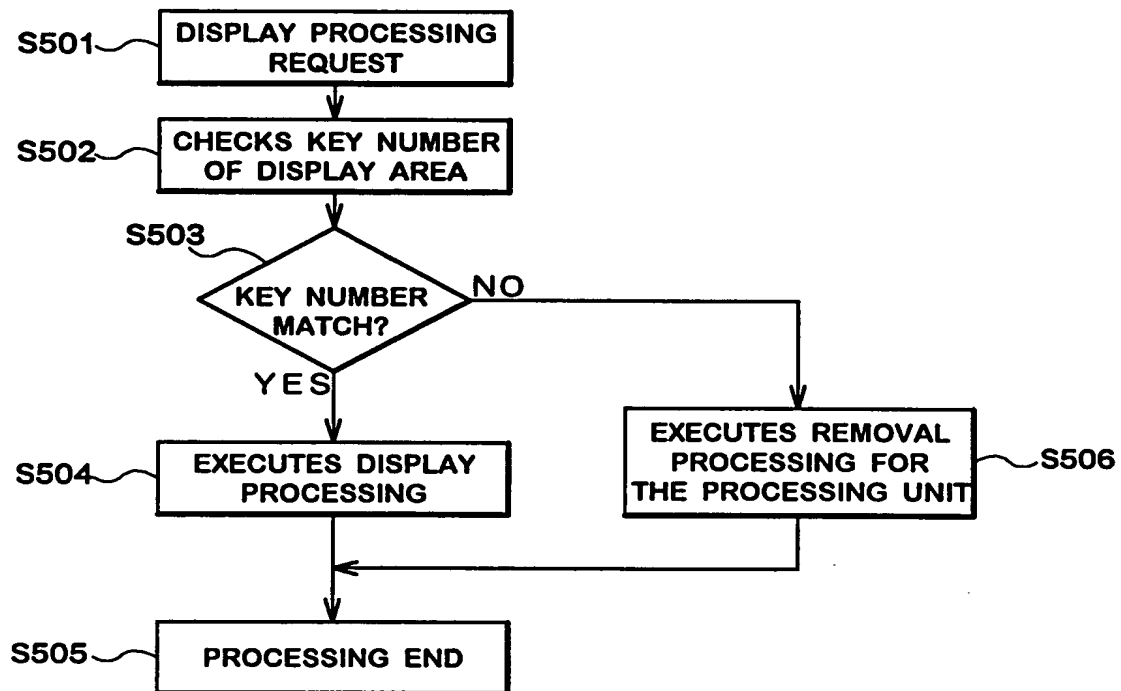 S501
DISPLAY PROCESSING
REQUEST
S502
CHECKS KEY NUMBER
OF DISPLAY AREA
S503
KEY NUMBER
MATCH?
NO
YES
S504
EXECUTES DISPLAY
PROCESSING
EXECUTES REMOVAL
PROCESSING FOR
THE PROCESSING UNIT
S506
S505
PROCESSING END